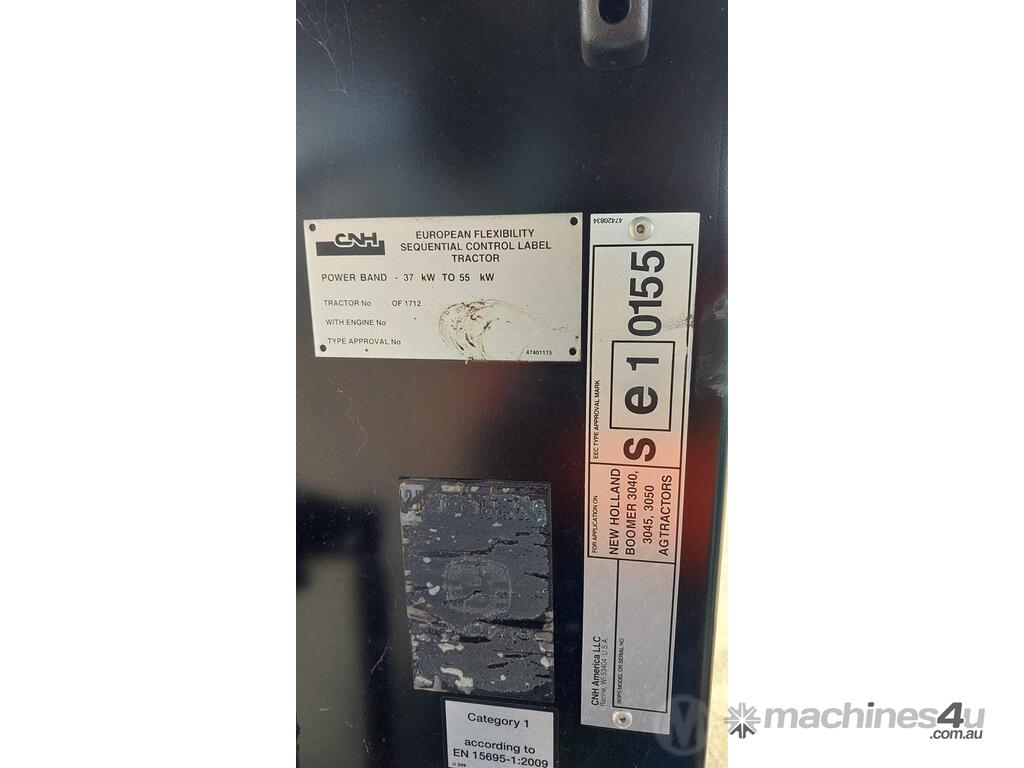 CNH
EUROPEAN FLEXIBILITY
SEQUENTIAL CONTROL LABEL
TRACTOR
POWER BAND - 37 kW TO 55 kW
TRACTOR No OF 1712
WITH ENGINE No
TYPE APPROVAL No
47401115
47420834
EEC TYPE APPROVAL MARK
S e 1 0155
FOR APPLICATION ON
NEW HOLLAND
BOOMER 3040,
3045, 3050
AGTRACTORS
CNH America LLC
Racine, WI 53404 U.S.A.
ROPS MODEL OR SERIAL NO.
Category 1
according to
EN 15695-1:2009
machines4u
.com.au